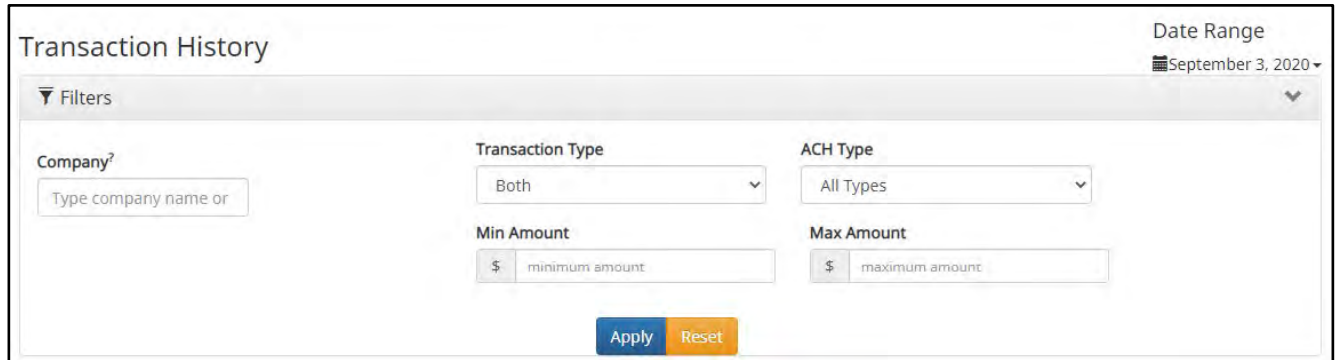 Transaction History
Date Range
September 3, 2020
Filters
Company?
Type company name or
Transaction Type
Both
ACH Type
All Types
Min Amount
$ minimum amount
Max Amount
$ maximum amount
Apply Reset